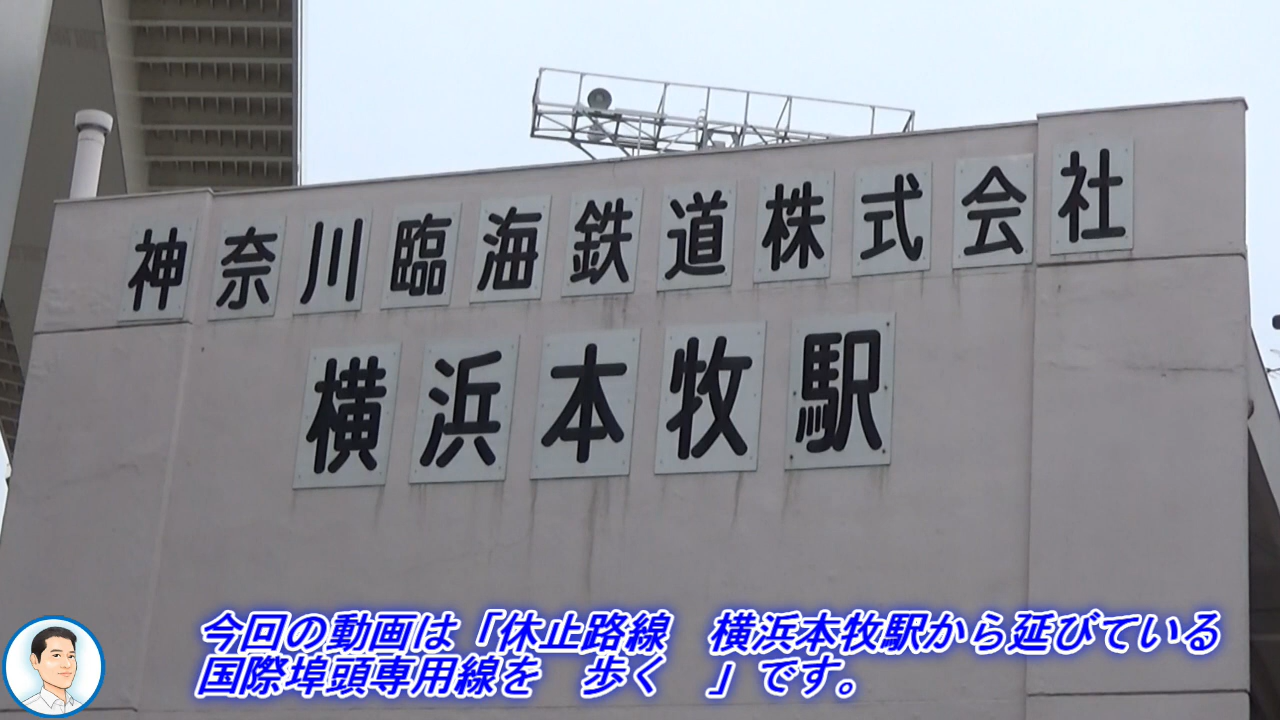 神奈川臨海鉄道株式会社
横浜本牧駅
今回の動画は「休止路線　横浜本牧駅から延びている
国際埠頭専用線を　歩く　」です。